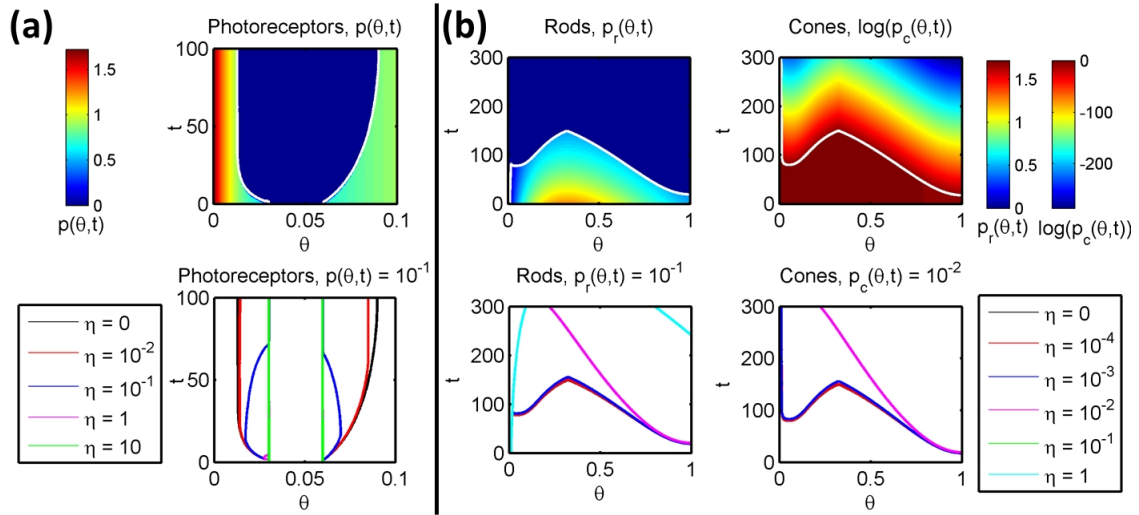 (a)
Photoreceptors, p(θ,t)
1.5
1
0.5
0
p(θ,t)
100
50
0
t
0
0.05
0.1
θ
Photoreceptors, p(θ,t) = 10^-1
100
50
0
t
0
0.05
0.1
θ
η = 0
η = 10^-2
η = 10^-1
η = 1
η = 10
(b)
Rods, p_r(θ,t)
300
200
100
0
t
0
0.5
1
θ
Cones, log(p_c(θ,t))
300
200
100
0
t
0
0.5
1
θ
1.5
1
0.5
0
p_r(θ,t)
0
-100
-200
log(p_c(θ,t))
Rods, p_r(θ,t) = 10^-1
300
200
100
0
t
0
0.5
1
θ
Cones, p_c(θ,t) = 10^-2
300
200
100
0
t
0
0.5
1
θ
η = 0
η = 10^-4
η = 10^-3
η = 10^-2
η = 10^-1
η = 1